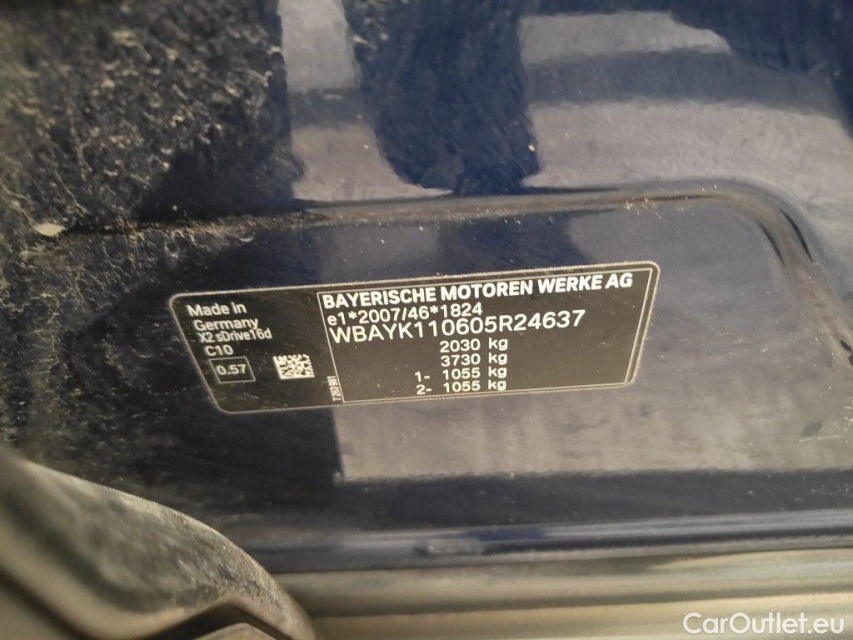 Made in
Germany
X2 sDrive16d
C10
0.57
BAYERISCHE MOTOREN WERKE AG
e1*2007/46*1824
WBAYK110605R24637
2030 kg
3730 kg
1- 1055 kg
2- 1055 kg
CarOutlet.eu